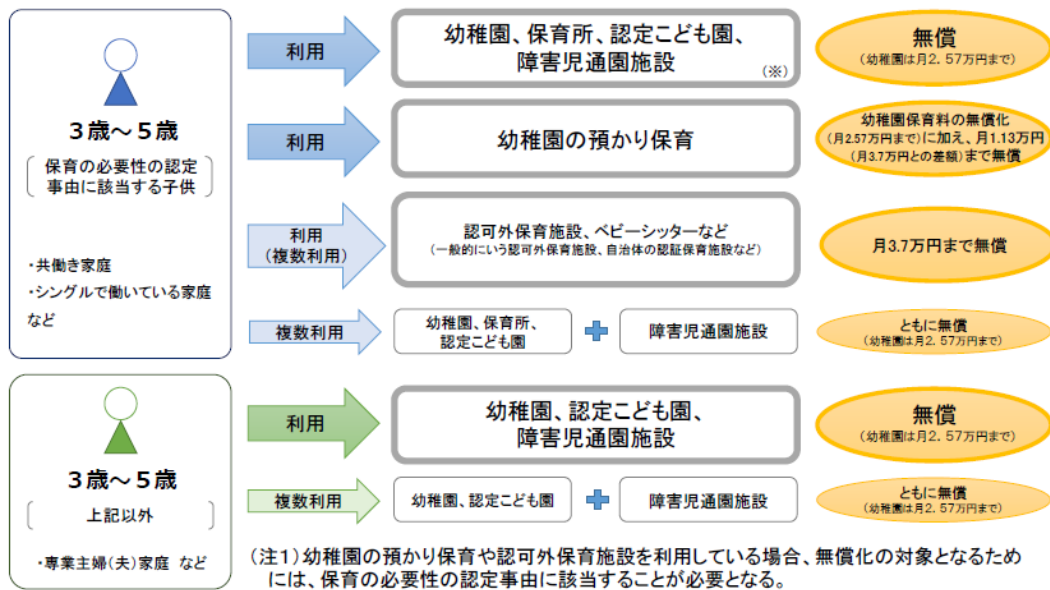 ３歳～５歳
保育の必要性の認定
事由に該当する子供
・共働き家庭
・シングルで働いている家庭
など
利用
幼稚園、保育所、認定こども園、
障害児通園施設
（※）
無償
（幼稚園は月２．５７万円まで）
利用
幼稚園の預かり保育
幼稚園保育料の無償化
（月2.57万円まで）に加え、月1.13万円
（月3.7万円との差額）まで無償
利用
（複数利用）
認可外保育施設、ベビーシッターなど
（一般的にいう認可外保育施設、自治体の認証保育施設など）
月3.7万円まで無償
複数利用
幼稚園、保育所、
認定こども園
障害児通園施設
ともに無償
（幼稚園は月２．５７万円まで）
３歳～５歳
上記以外
・専業主婦(夫)家庭 など
利用
幼稚園、認定こども園、
障害児通園施設
無償
（幼稚園は月２．５７万円まで）
複数利用
幼稚園、認定こども園
障害児通園施設
ともに無償
（幼稚園は月２．５７万円まで）
（注１）幼稚園の預かり保育や認可外保育施設を利用している場合、無償化の対象となるため
には、保育の必要性の認定事由に該当することが必要となる。